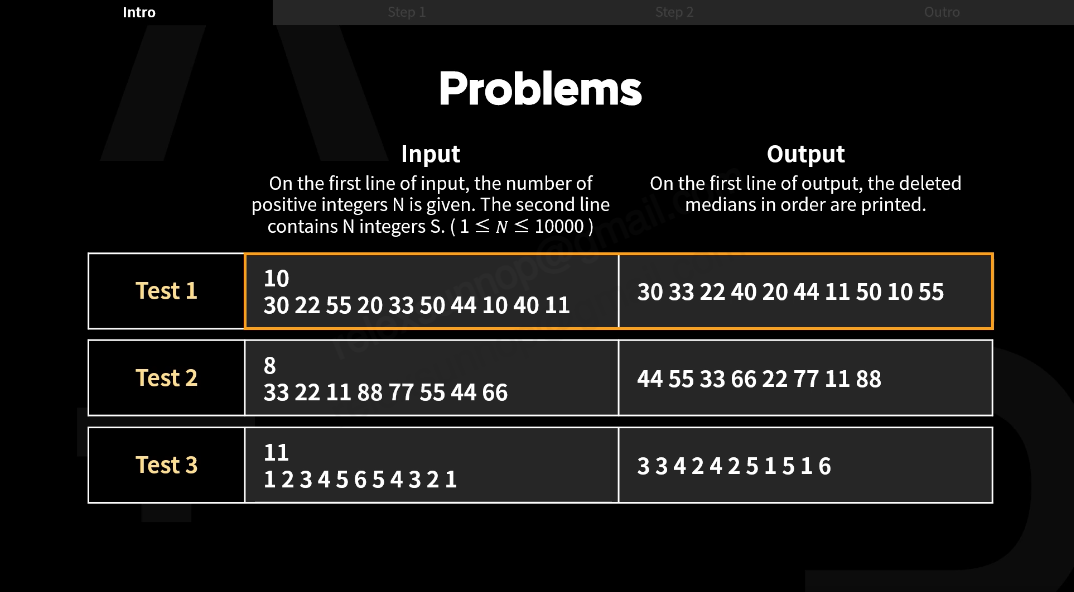 Intro Step 1 Step 2 Outro
Problems
Input
On the first line of input, the number of
positive integers N is given. The second line
contains N integers S. ( 1 ≤ N ≤ 10000 )
Output
On the first line of output, the deleted
medians in order are printed.
Test 1
10
30 22 55 20 33 50 44 10 40 11
30 33 22 40 20 44 11 50 10 55
Test 2
8
33 22 11 88 77 55 44 66
44 55 33 66 22 77 11 88
Test 3
11
1 2 3 4 5 6 5 4 3 2 1
3 3 4 2 4 2 5 1 5 1 6